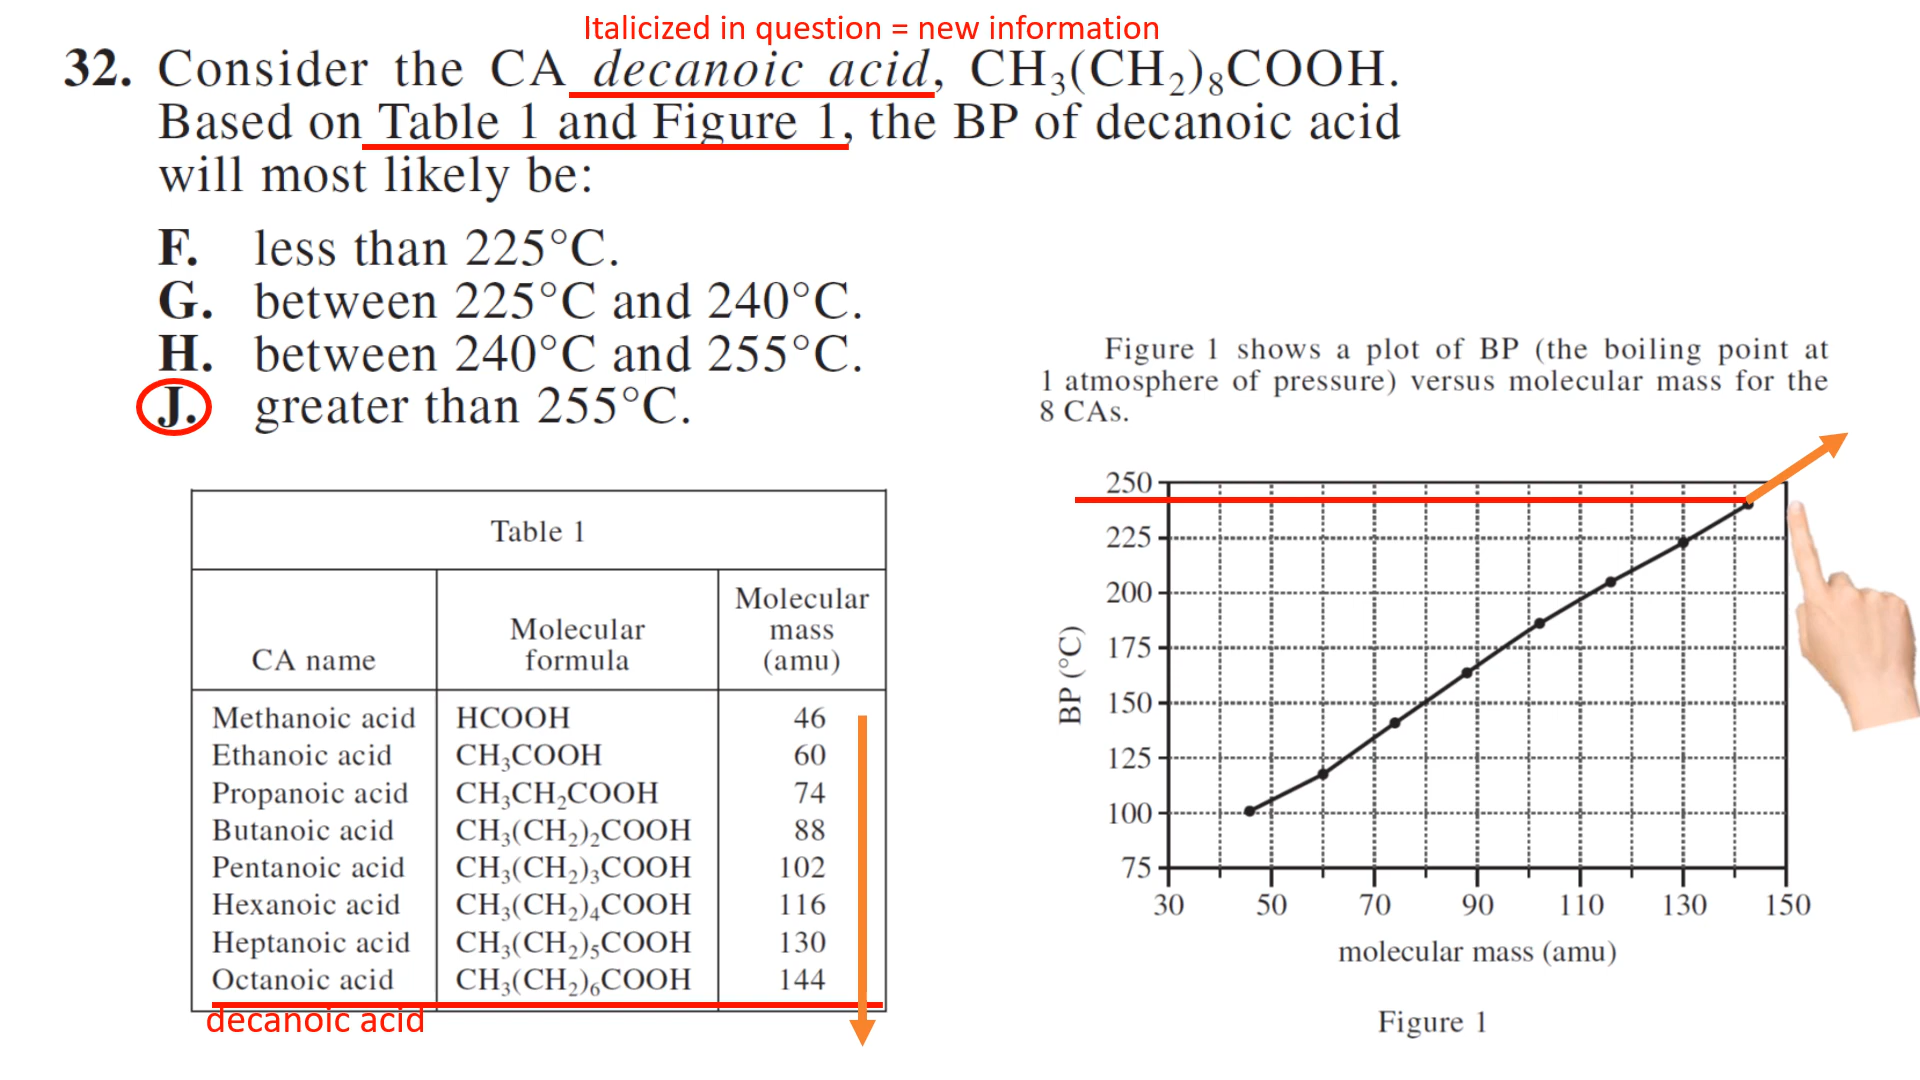 Italicized in question = new information
32. Consider the CA decanoic acid, CH₃(CH₂)₈COOH.
Based on Table 1 and Figure 1, the BP of decanoic acid
will most likely be:
F. less than 225°C.
G. between 225°C and 240°C.
H. between 240°C and 255°C.
J. greater than 255°C.
Table 1
CA name Molecular formula Molecular mass (amu)
Methanoic acid HCOOH 46
Ethanoic acid CH₃COOH 60
Propanoic acid CH₃CH₂COOH 74
Butanoic acid CH₃(CH₂)₂COOH 88
Pentanoic acid CH₃(CH₂)₃COOH 102
Hexanoic acid CH₃(CH₂)₄COOH 116
Heptanoic acid CH₃(CH₂)₅COOH 130
Octanoic acid CH₃(CH₂)₆COOH 144
decanoic acid
Figure 1 shows a plot of BP (the boiling point at
1 atmosphere of pressure) versus molecular mass for the
8 CAs.
BP (°C)
250
225
200
175
150
125
100
75
30 50 70 90 110 130 150
molecular mass (amu)
Figure 1